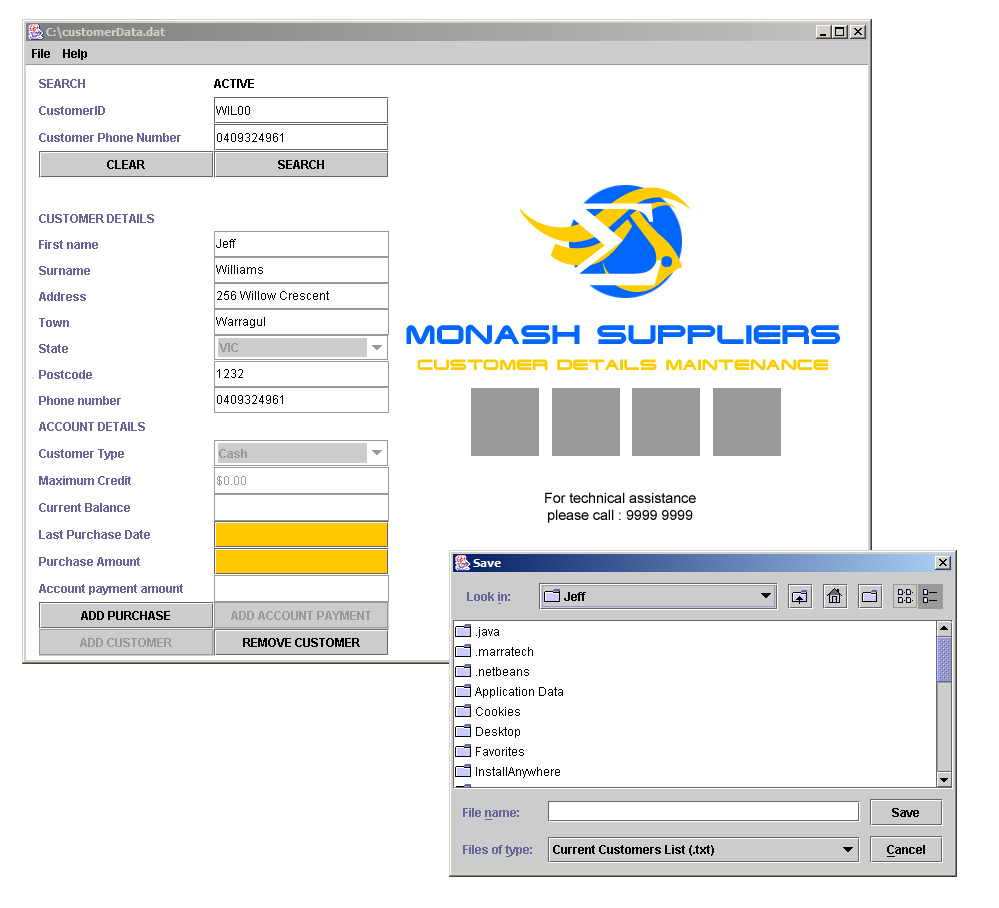 C:\customerData.dat
File Help
SEARCH ACTIVE
CustomerID WIL00
Customer Phone Number 0409324961
CLEAR SEARCH
CUSTOMER DETAILS
First name Jeff
Surname Williams
Address 256 Willow Crescent
Town Warragul
State VIC
Postcode 1232
Phone number 0409324961
ACCOUNT DETAILS
Customer Type Cash
Maximum Credit $0.00
Current Balance
Last Purchase Date
Purchase Amount
Account payment amount
ADD PURCHASE ADD ACCOUNT PAYMENT
ADD CUSTOMER REMOVE CUSTOMER
MONASH SUPPLIERS
CUSTOMER DETAILS MAINTENANCE
For technical assistance
please call : 9999 9999
Save
Look in: Jeff
.java
.marratech
.netbeans
Application Data
Cookies
Desktop
Favorites
InstallAnywhere
File name: Save
Files of type: Current Customers List (.txt) Cancel